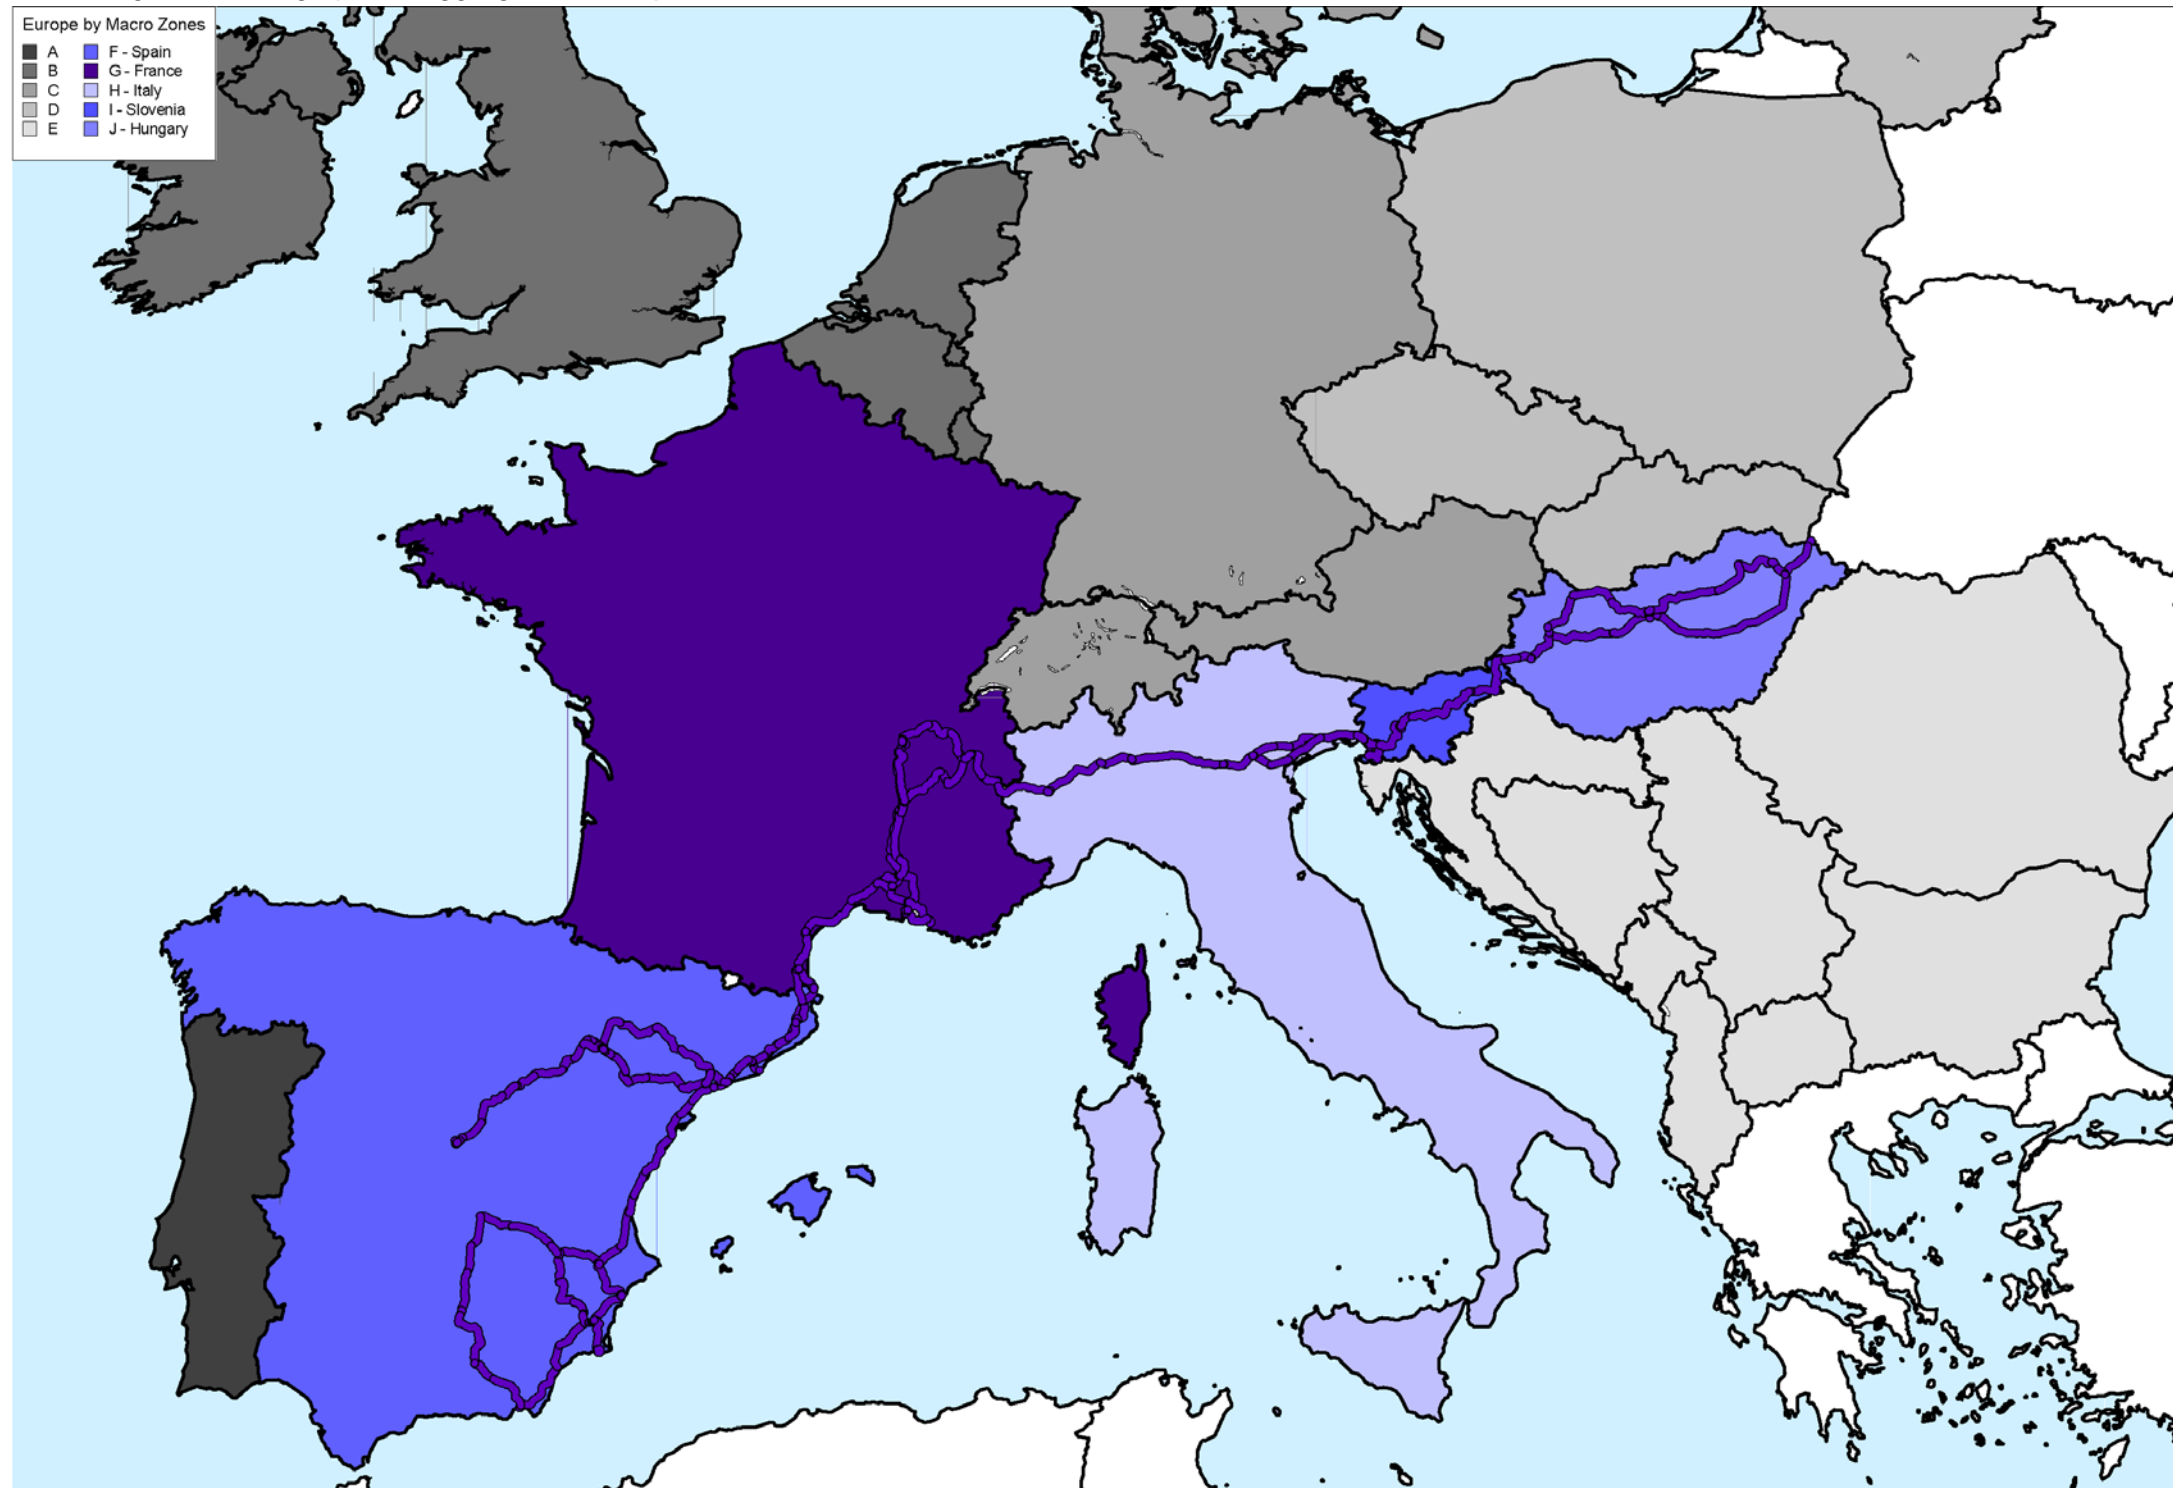 Europe by Macro Zones
A F - Spain
B G - France
C H - Italy
D I - Slovenia
E J - Hungary